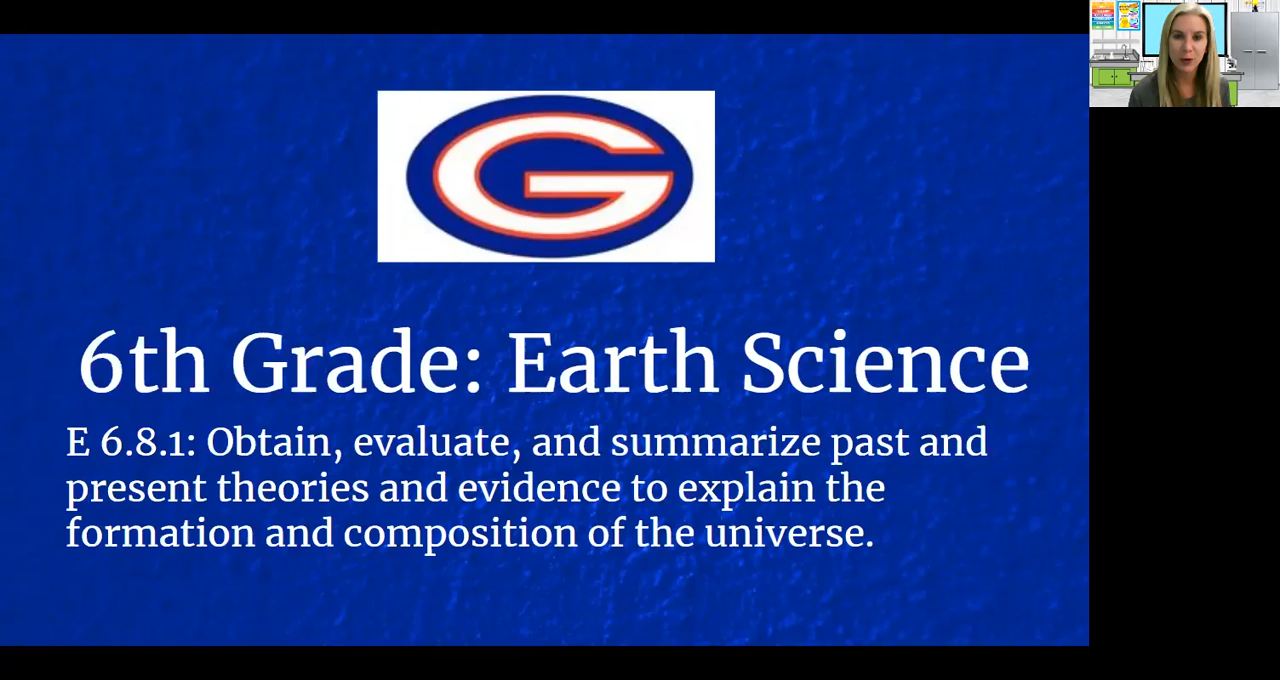 G
6th Grade: Earth Science
E 6.8.1: Obtain, evaluate, and summarize past and
present theories and evidence to explain the
formation and composition of the universe.